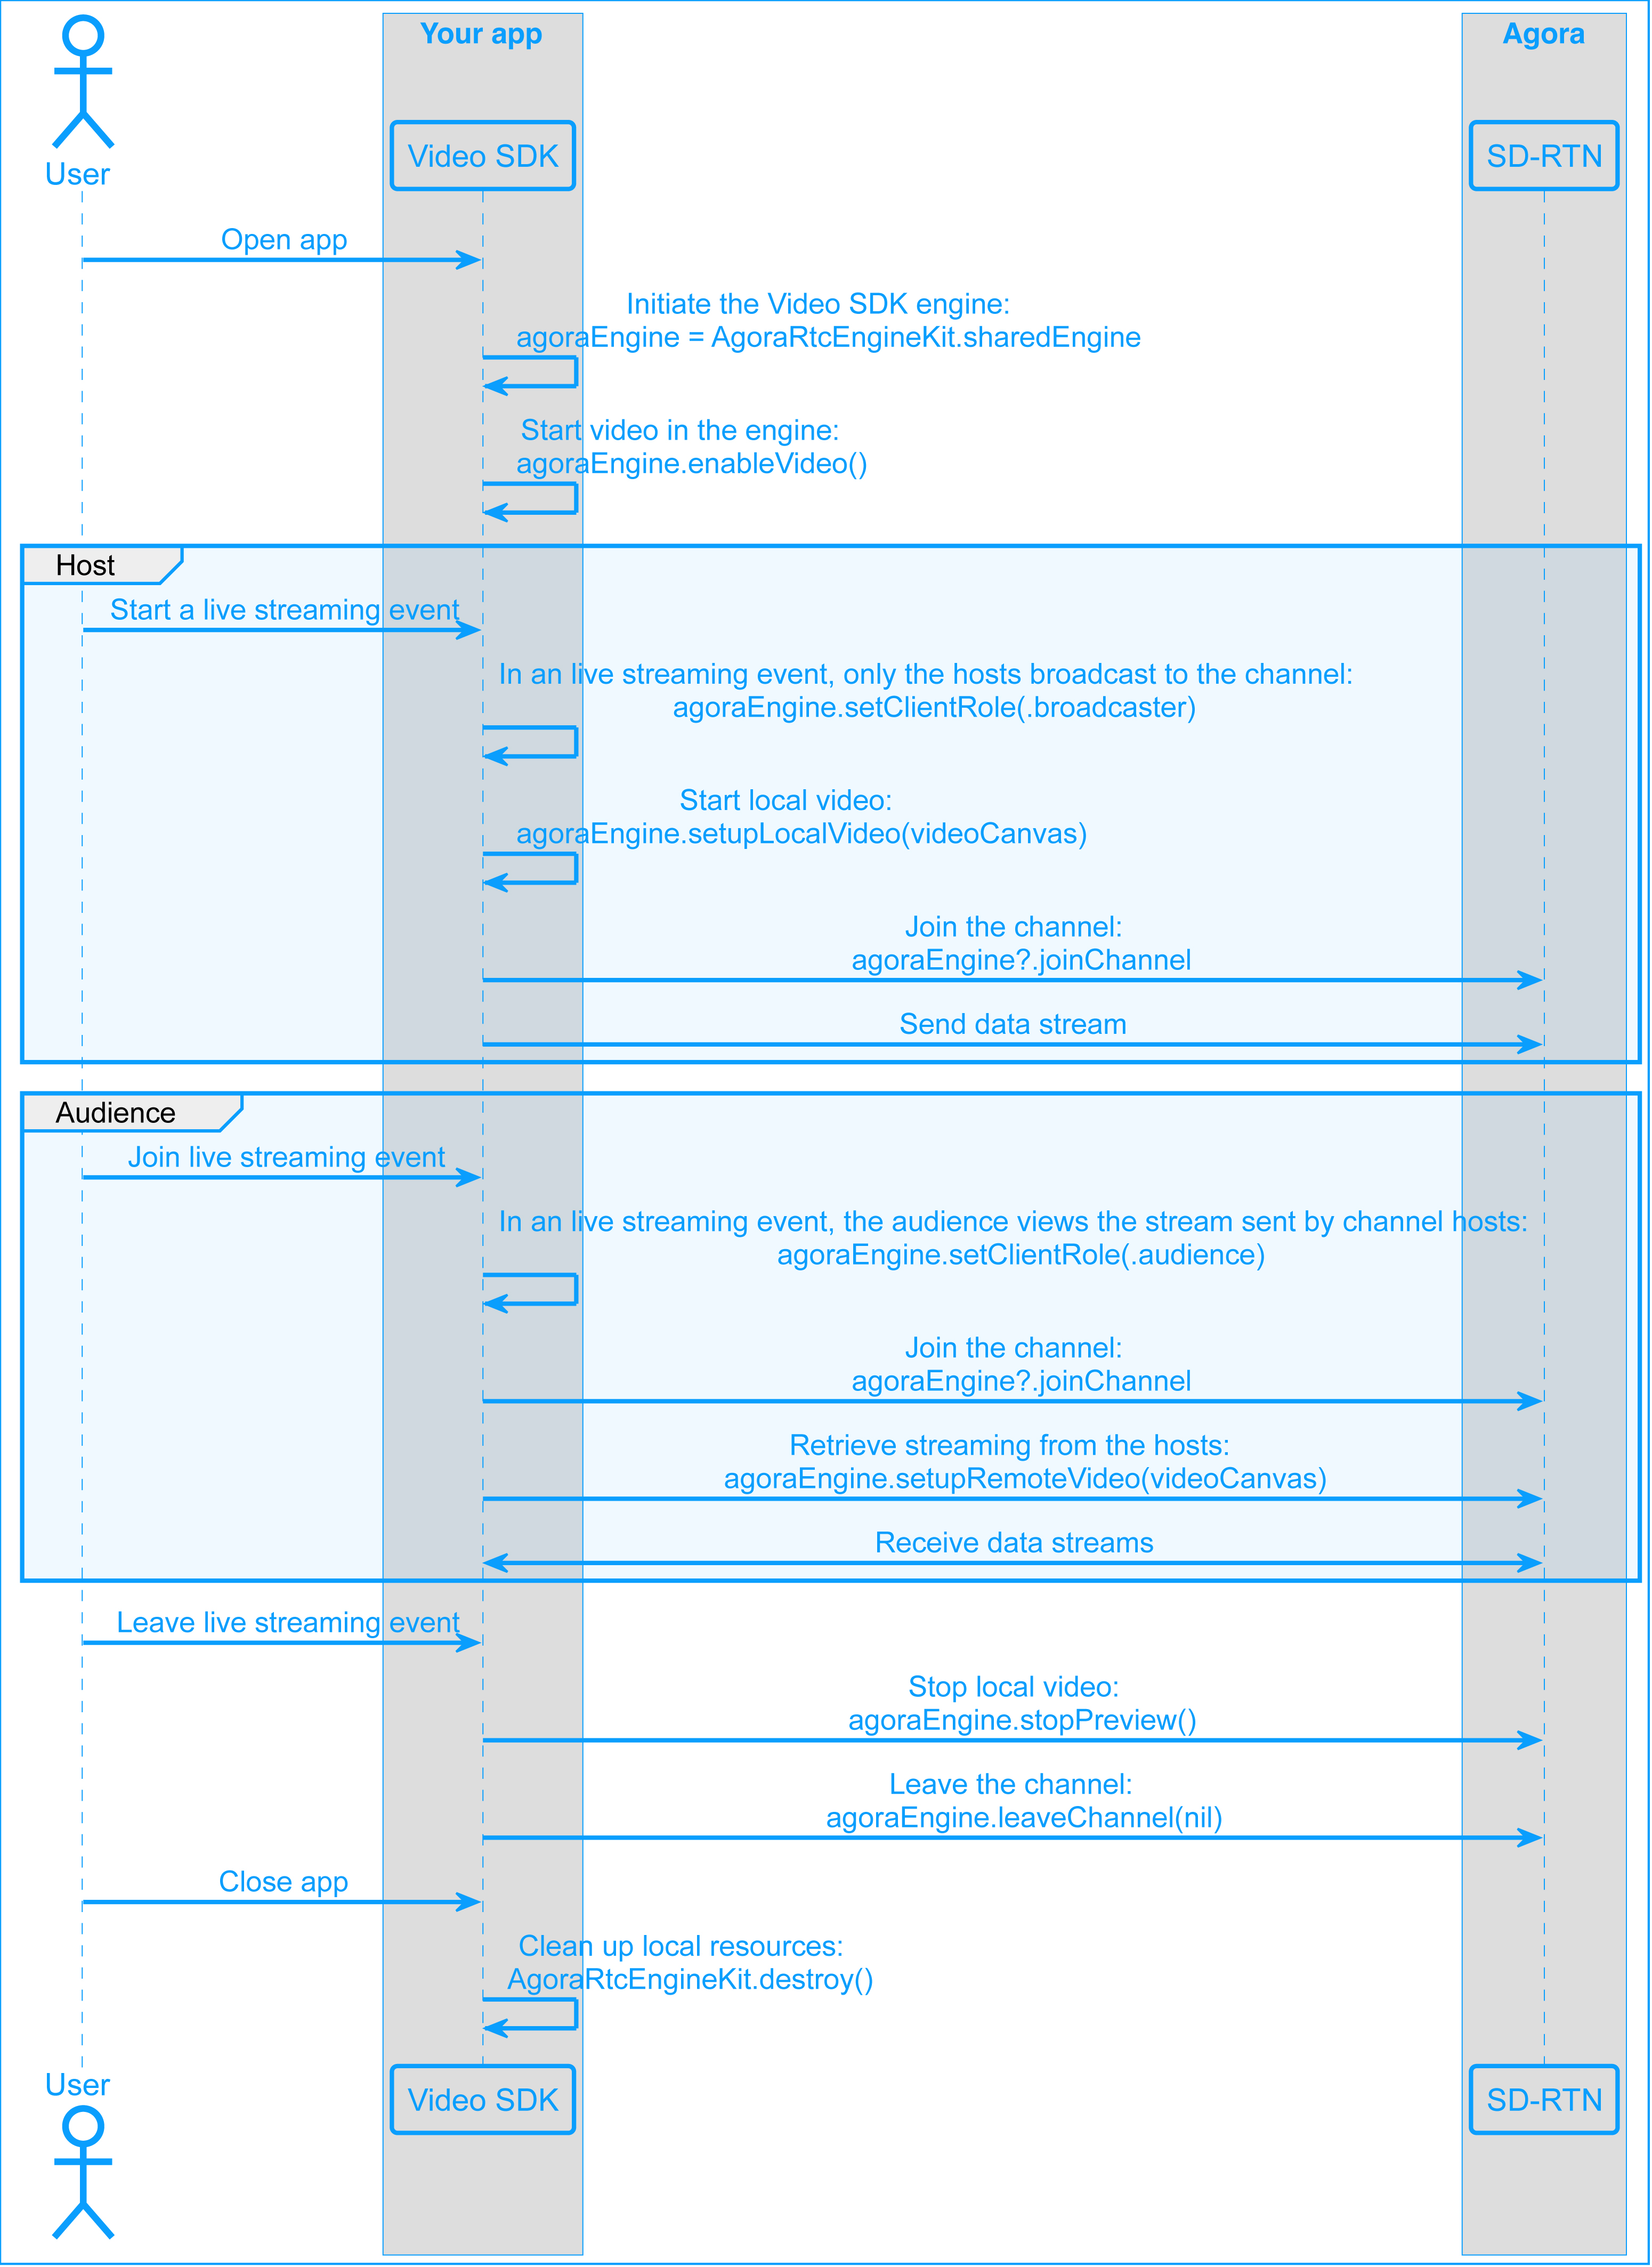 Your app
Agora
User
Video SDK
SD-RTN
Open app
Initiate the Video SDK engine:
agoraEngine = AgoraRtcEngineKit.sharedEngine
Start video in the engine:
agoraEngine.enableVideo()
Host
Start a live streaming event
In an live streaming event, only the hosts broadcast to the channel:
agoraEngine.setClientRole(.broadcaster)
Start local video:
agoraEngine.setupLocalVideo(videoCanvas)
Join the channel:
agoraEngine?.joinChannel
Send data stream
Audience
Join live streaming event
In an live streaming event, the audience views the stream sent by channel hosts:
agoraEngine.setClientRole(.audience)
Join the channel:
agoraEngine?.joinChannel
Retrieve streaming from the hosts:
agoraEngine.setupRemoteVideo(videoCanvas)
Receive data streams
Leave live streaming event
Stop local video:
agoraEngine.stopPreview()
Leave the channel:
agoraEngine.leaveChannel(nil)
Close app
Clean up local resources:
AgoraRtcEngineKit.destroy()
User
Video SDK
SD-RTN